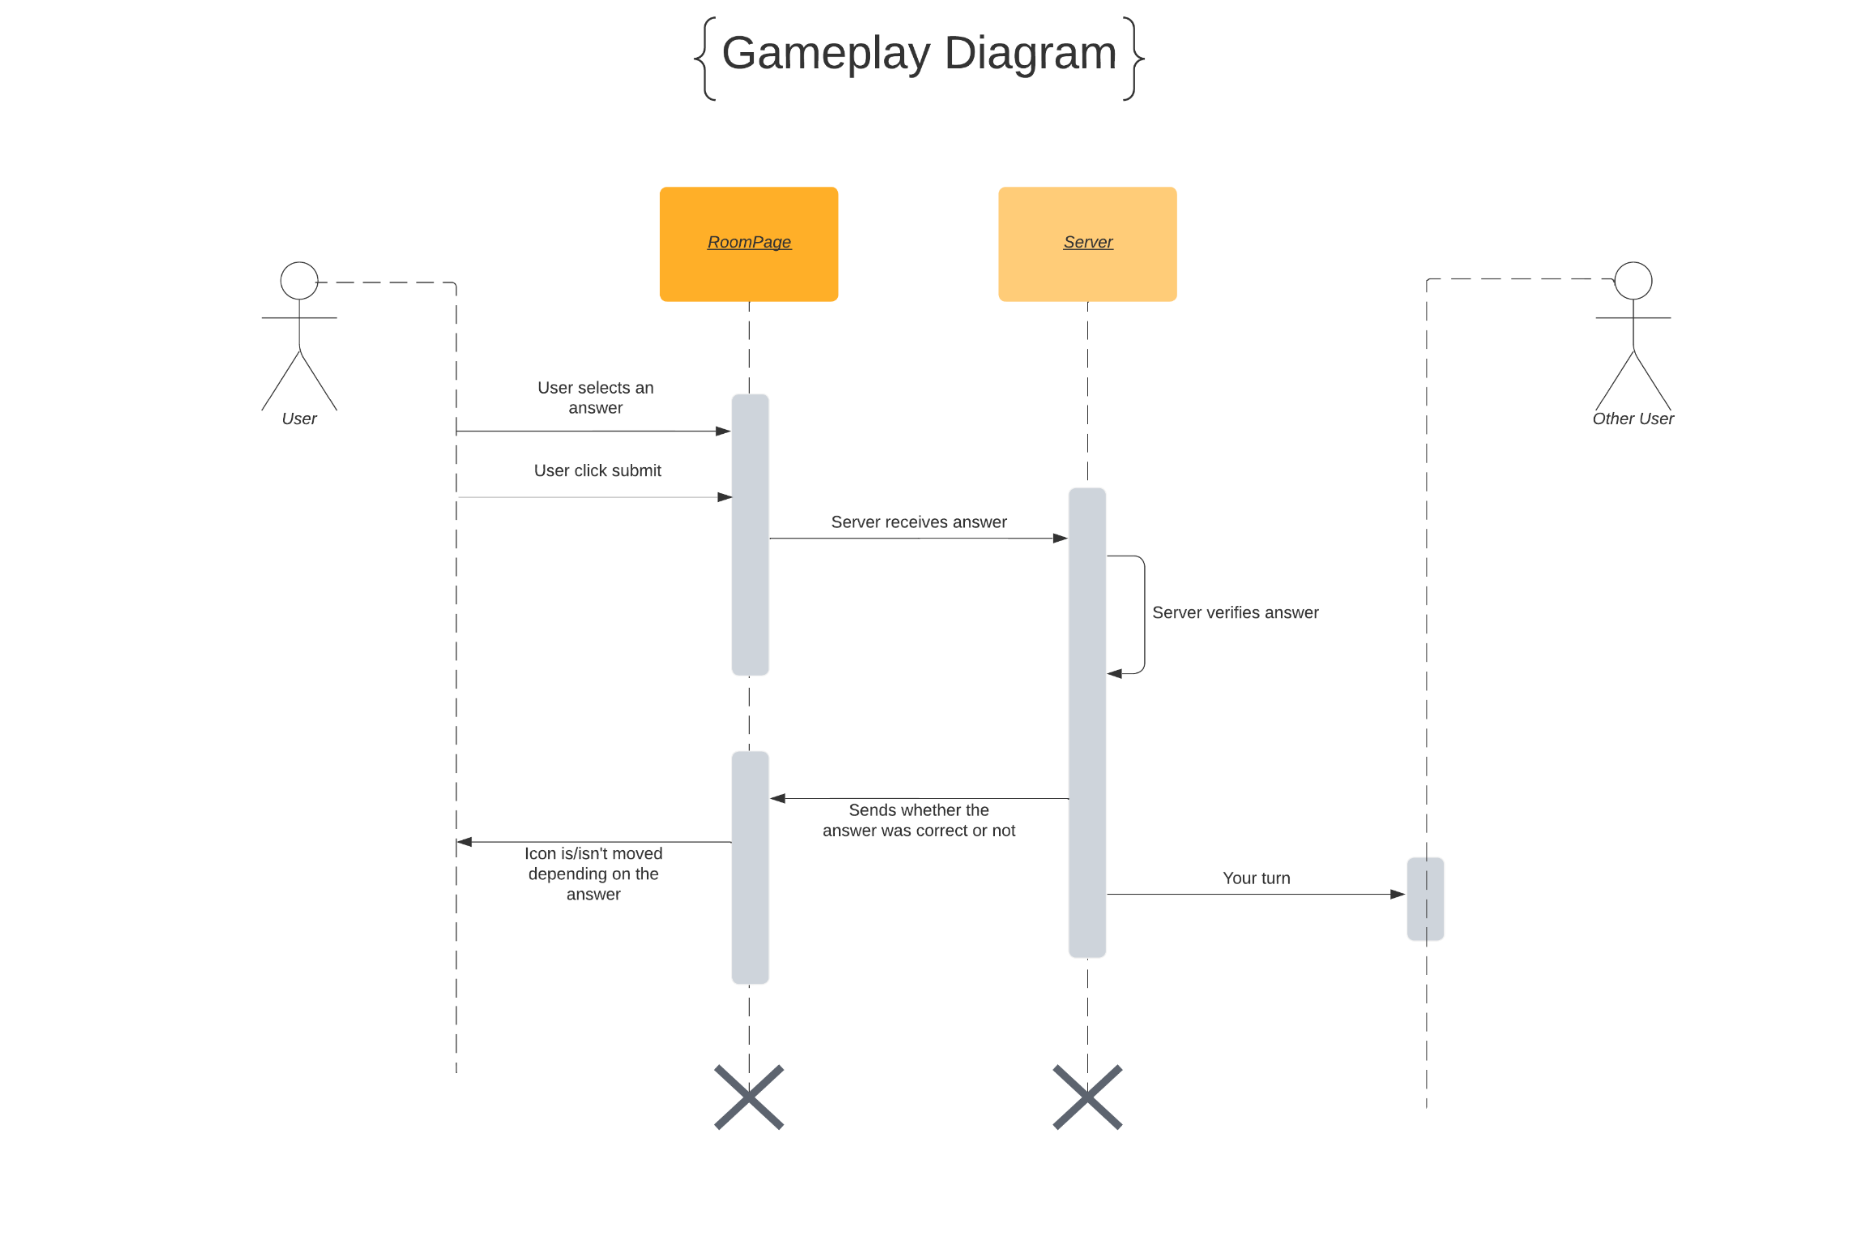 Gameplay Diagram
RoomPage
Server
User
Other User
User selects an
answer
User click submit
Server receives answer
Server verifies answer
Sends whether the
answer was correct or not
Icon is/isn't moved
depending on the
answer
Your turn